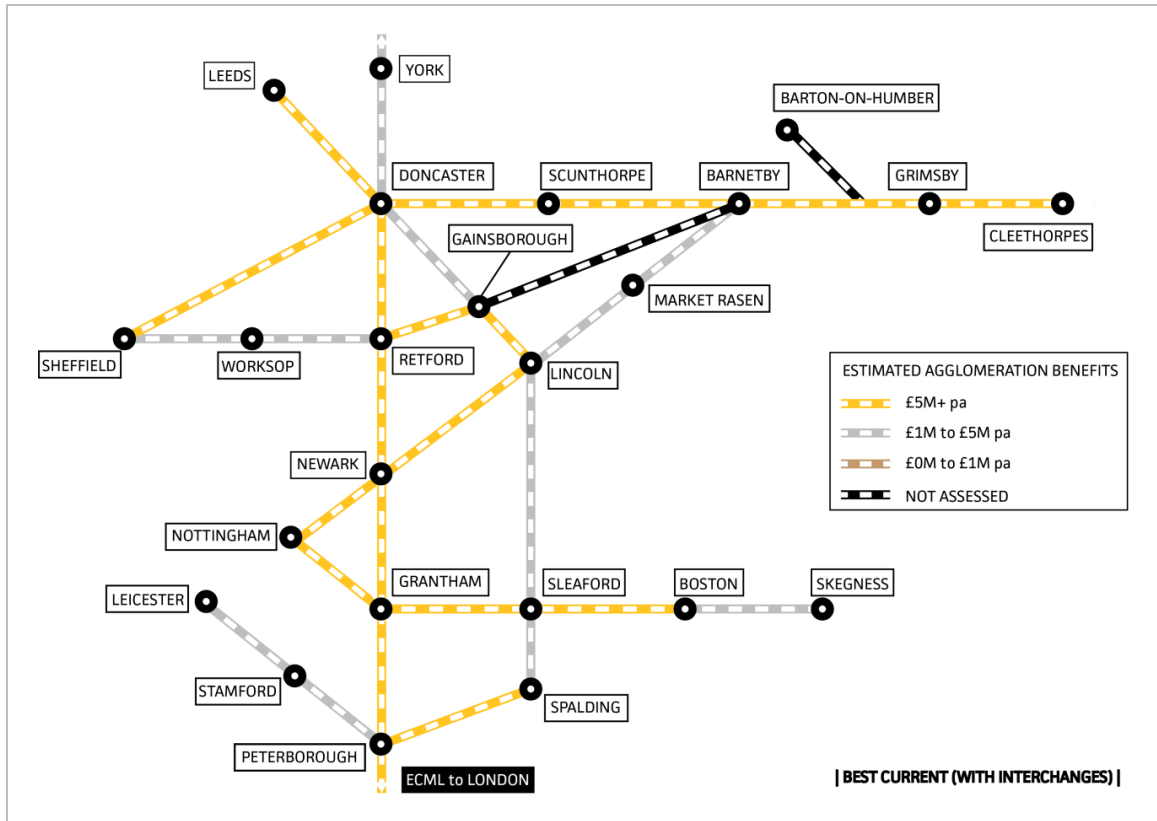 LEEDS
YORK
BARTON-ON-HUMBER
DONCASTER
SCUNTHORPE
BARNETBY
GRIMSBY
CLEETHORPES
GAINSBOROUGH
MARKET RASEN
SHEFFIELD
WORKSOP
RETFORD
LINCOLN
ESTIMATED AGGLOMERATION BENEFITS
£5M+ pa
£1M to £5M pa
£0M to £1M pa
NOT ASSESSED
NEWARK
NOTTINGHAM
GRANTHAM
SLEAFORD
BOSTON
SKEGNESS
LEICESTER
STAMFORD
SPALDING
PETERBOROUGH
ECML to LONDON
| BEST CURRENT (WITH INTERCHANGES) |